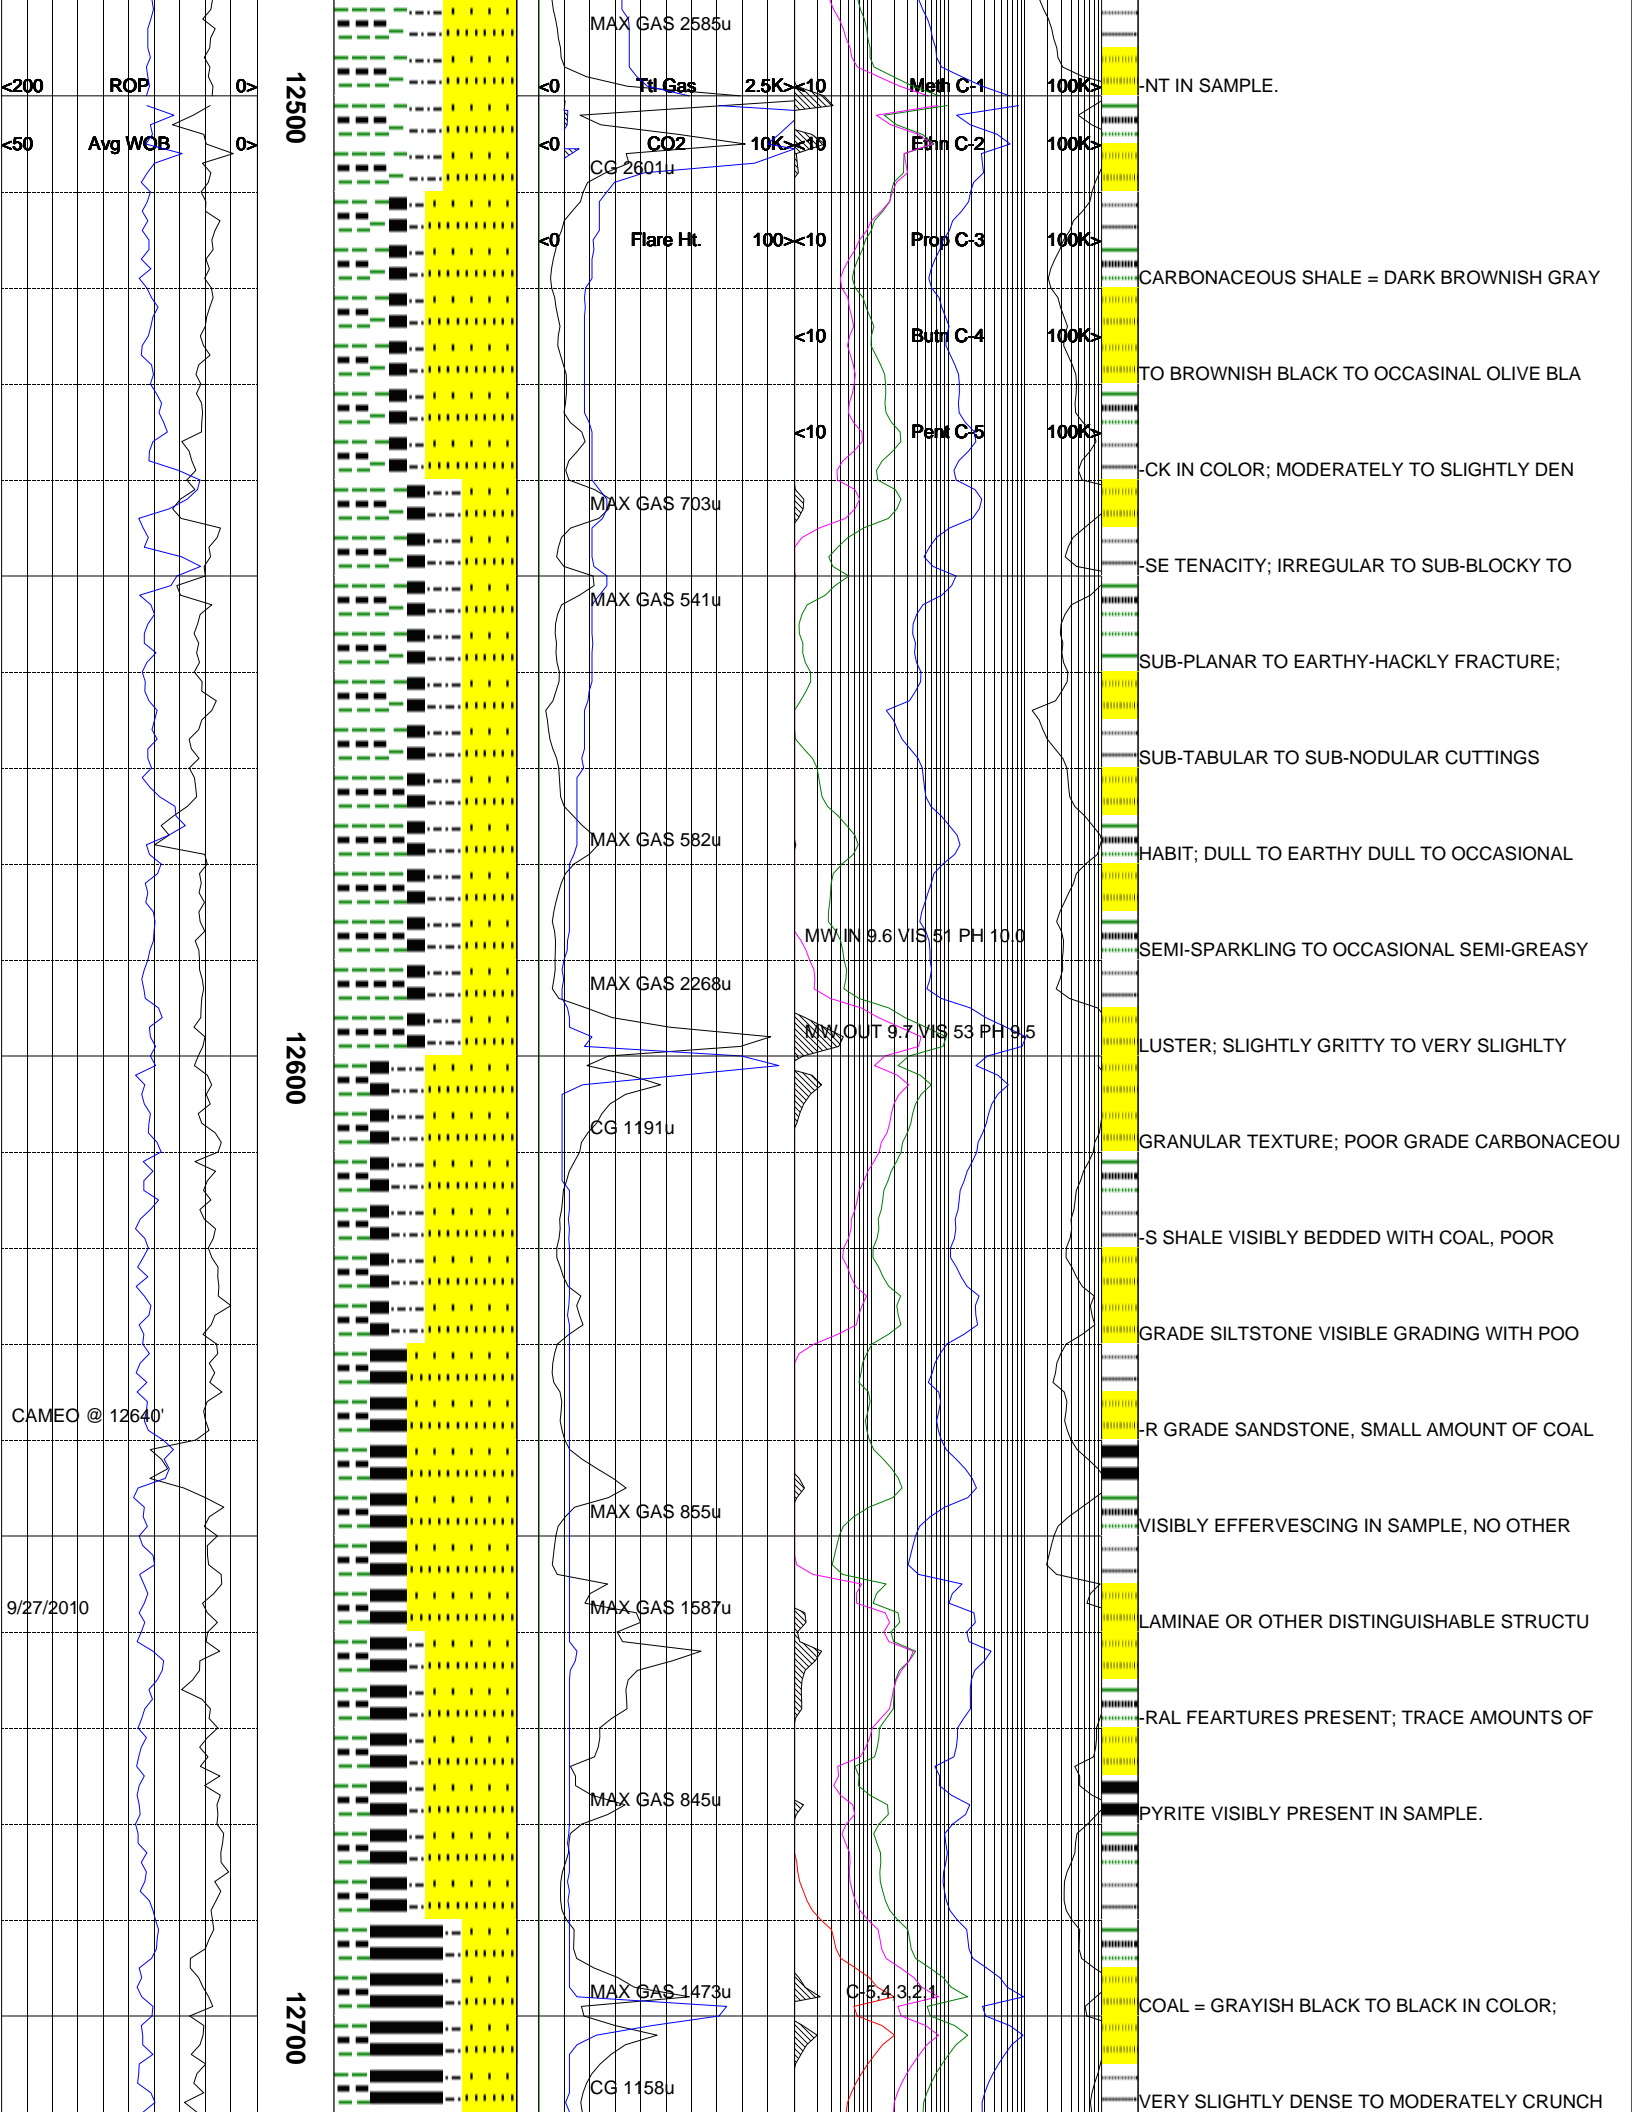 MAX GAS 2585u
<200 ROP 0>
<0 Ttl Gas 2.5K>
<10 Meth C-1 100K>
-NT IN SAMPLE.
12500
<50 Avg WOB 0>
<0 CO2 10K>
<10 Ethn C-2 100K>
CG 2601u
<0 Flare Ht. 100>
<10 Prop C-3 100K>
CARBONACEOUS SHALE = DARK BROWNISH GRAY
<10 Butn C-4 100K>
TO BROWNISH BLACK TO OCCASINAL OLIVE BLA
<10 Pent C-5 100K>
-CK IN COLOR; MODERATELY TO SLIGHTLY DEN
MAX GAS 703u
-SE TENACITY; IRREGULAR TO SUB-BLOCKY TO
MAX GAS 541u
SUB-PLANAR TO EARTHY-HACKLY FRACTURE;
SUB-TABULAR TO SUB-NODULAR CUTTINGS
MAX GAS 582u
HABIT; DULL TO EARTHY DULL TO OCCASIONAL
MW IN 9.6 VIS 51 PH 10.0
SEMI-SPARKLING TO OCCASIONAL SEMI-GREASY
MAX GAS 2268u
MW OUT 9.7 VIS 53 PH 9.5
LUSTER; SLIGHTLY GRITTY TO VERY SLIGHLTY
12600
CG 1191u
GRANULAR TEXTURE; POOR GRADE CARBONACEOU
-S SHALE VISIBLY BEDDED WITH COAL, POOR
GRADE SILTSTONE VISIBLE GRADING WITH POO
CAMEO @ 12640'
-R GRADE SANDSTONE, SMALL AMOUNT OF COAL
MAX GAS 855u
VISIBLY EFFERVESCING IN SAMPLE, NO OTHER
9/27/2010
MAX GAS 1587u
LAMINAE OR OTHER DISTINGUISHABLE STRUCTU
-RAL FEARTURES PRESENT; TRACE AMOUNTS OF
MAX GAS 845u
PYRITE VISIBLY PRESENT IN SAMPLE.
MAX GAS 1473u
C-5,4,3,2,1
COAL = GRAYISH BLACK TO BLACK IN COLOR;
12700
CG 1158u
VERY SLIGHTLY DENSE TO MODERATELY CRUNCH